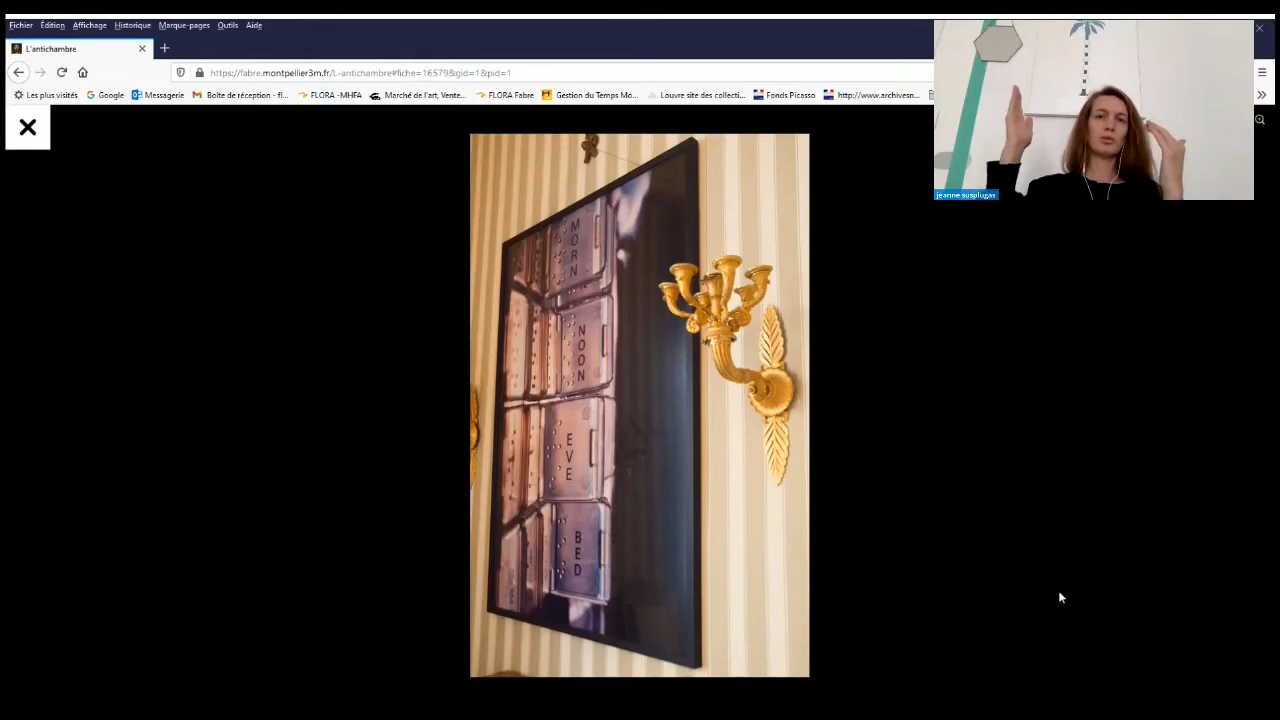 Fichier Édition Affichage Historique Marque-pages Outils Aide
L'antichambre
https://fabre.montpellier3m.fr/L-antichambre#fiche=16579&gid=1&pid=1
Les plus visités Google Messagerie Boîte de réception - fl... FLORA -MHFA Marché de l'art, Vente... FLORA Fabre Gestion du Temps Mo... Louvre site des collecti... Fonds Picasso http://www.archivesn...
jeanne susplugas
MORN
NOON
EVE
BED